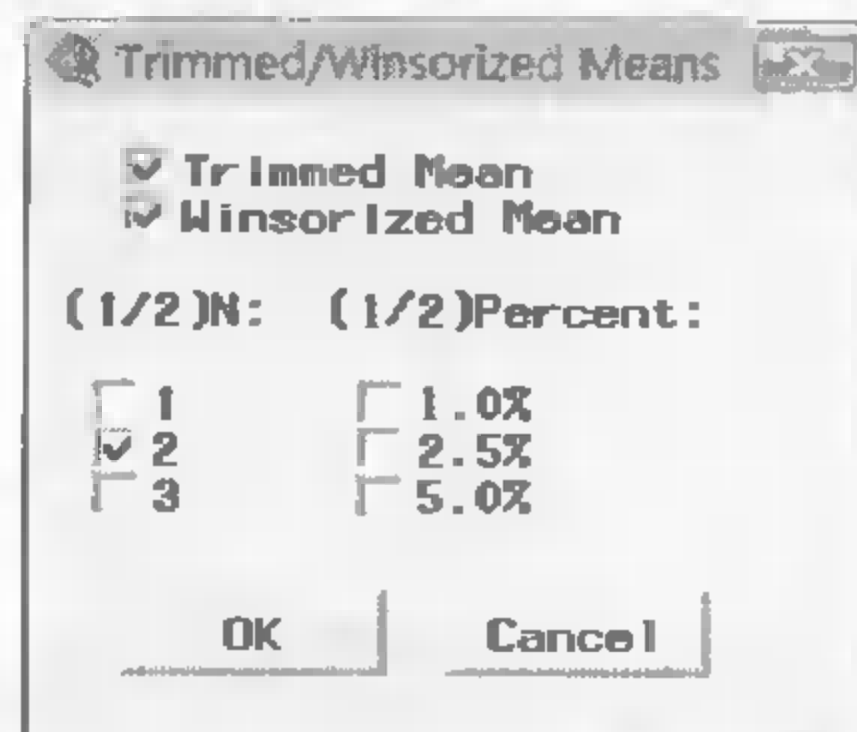 Trimmed/Winsorized Means
Trimmed Mean
Winsorized Mean
(1/2)N: (1/2)Percent:
1 1.0%
2 2.5%
3 5.0%
OK Cancel